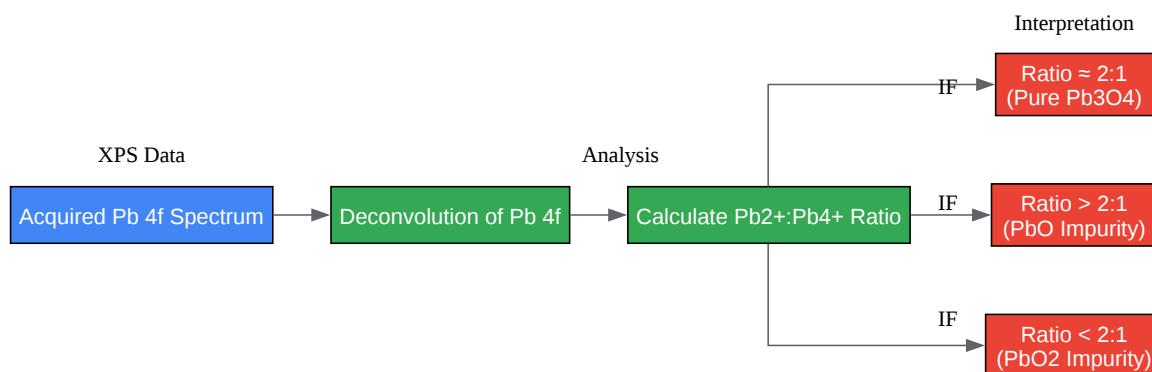 Interpretation
Ratio ≈ 2:1
(Pure Pb3O4)
IF
XPS Data
Analysis
Acquired Pb 4f Spectrum
Deconvolution of Pb 4f
Calculate Pb2+:Pb4+ Ratio
IF
Ratio > 2:1
(PbO Impurity)
IF
Ratio < 2:1
(PbO2 Impurity)